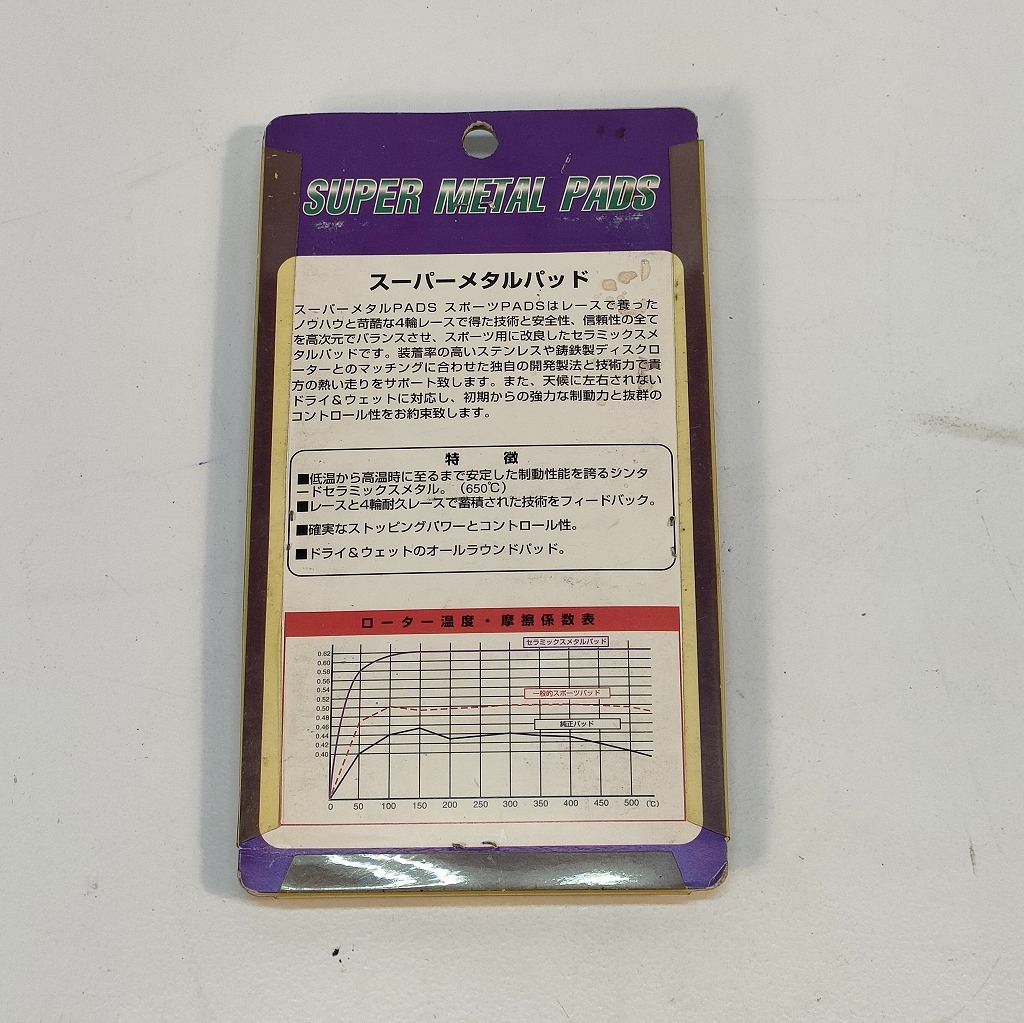 SUPER METAL PADS
スーパーメタルパッド
スーパーメタルPADS スポーツPADSはレースで養った
ノウハウと苛酷な4輪レースで得た技術と安全性、信頼性の全て
を高次元でバランスさせ、スポーツ用に改良したセラミックスメ
タルパッドです。装着率の高いステンレスや鋳鉄製ディスクロ
ーターとのマッチングに合わせた独自の開発製法と技術力で貴
方の熱い走りをサポート致します。また、天候に左右されない
ドライ&ウェットに対応し、初期からの強力な制動力と抜群の
コントロール性をお約束致します。
特 徴
■低温から高温時に至るまで安定した制動性能を誇るシンタ
ードセラミックスメタル。（650℃）
■レースと4輪耐久レースで蓄積された技術をフィードバック。
■確実なストッピングパワーとコントロール性。
■ドライ&ウェットのオールラウンドパッド。
ローター温度・摩擦係数表
セラミックスメタルパッド
一般的スポーツパッド
純正パッド
0.62
0.60
0.58
0.56
0.54
0.52
0.50
0.48
0.46
0.44
0.42
0.40
0 50 100 150 200 250 300 350 400 450 500 (℃)